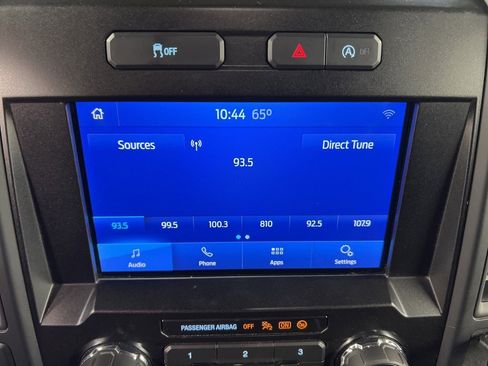 OFF A OFF
10:44 65°
Sources Direct Tune
93.5
93.5 99.5 100.3 810 92.5 107.9
Audio Phone Apps Settings
PASSENGER AIRBAG OFF ON
1 2 3